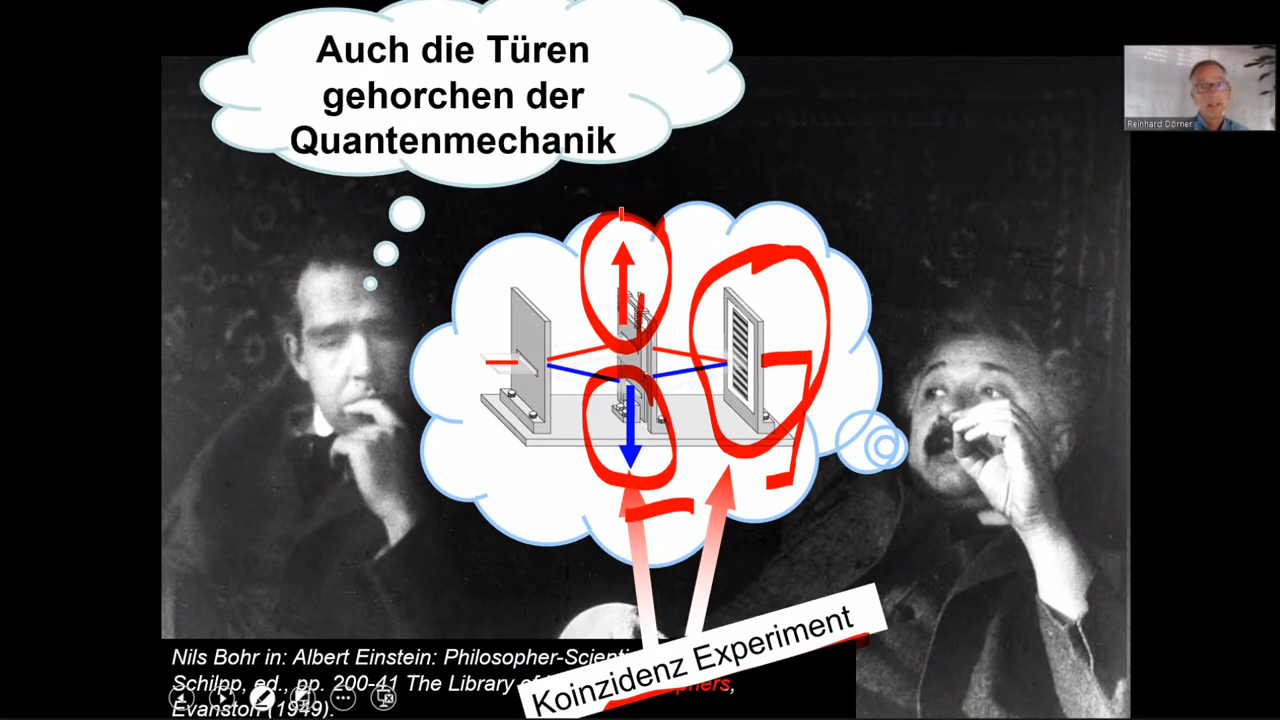 Auch die Türen
gehorchen der
Quantenmechanik
Reinhard Dörner
Koinzidenz Experiment
Nils Bohr in: Albert Einstein: Philosopher-Scienti
Schilpp, ed., pp. 200-41 The Library of
Evanston (1949).